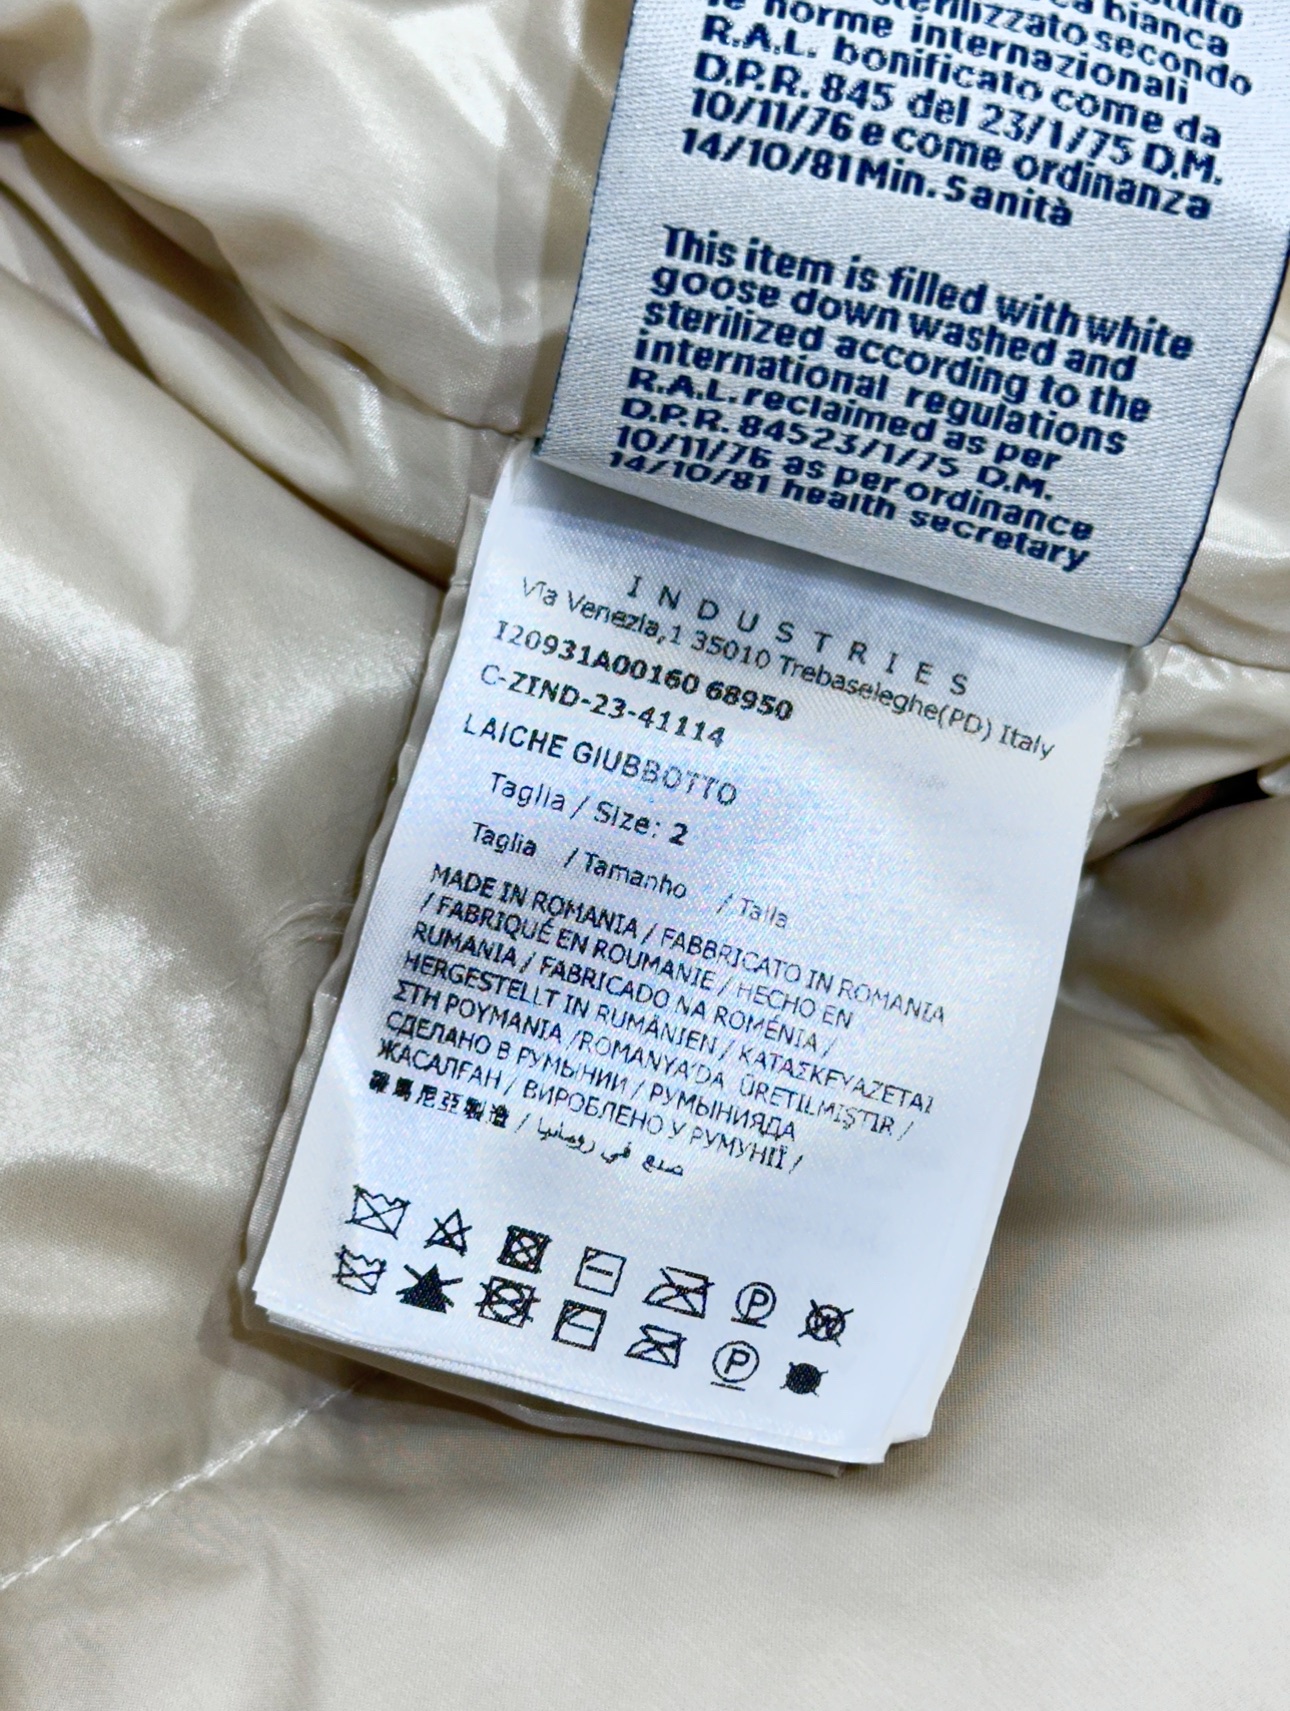 bianca
sterilizzato secondo
le norme internazionali
R.A.L. bonificato come da
D.P.R. 845 del 23/1/75 D.M.
10/11/76 e come ordinanza
14/10/81 Min. Sanità
This item is filled with white
goose down washed and
sterilized according to the
international regulations
R.A.L. reclaimed as per
D.P.R. 84523/1/75 D.M.
10/11/76 as per ordinance
14/10/81 health secretary
INDUSTRIES
Via Venezia,1 35010 Trebaseleghe(PD) Italy
I20931A00160 68950
C-ZIND-23-41114
LAICHE GIUBBOTTO
Taglia / Size: 2
Taglia / Tamanho / Talla
MADE IN ROMANIA / FABBRICATO IN ROMANIA
/ FABRIQUÉ EN ROUMANIE / HECHO EN
RUMANIA / FABRICADO NA ROMÉNIA /
HERGESTELLT IN RUMÄNIEN / ΚΑΤΑΣΚΕΥΑΖΕΤΑΙ
ΣΤΗ ΡΟΥΜΑΝΙΑ /ROMANYA'DA ÜRETILMIŞTIR /
СДЕЛАНО В РУМЫНИИ / РУМЫНИЯДА
ЖАСАЛҒАН / ВИРОБЛЕНО У РУМУНІЇ /
罗马尼亚制造 / صنع في رومانيا
P
W
P